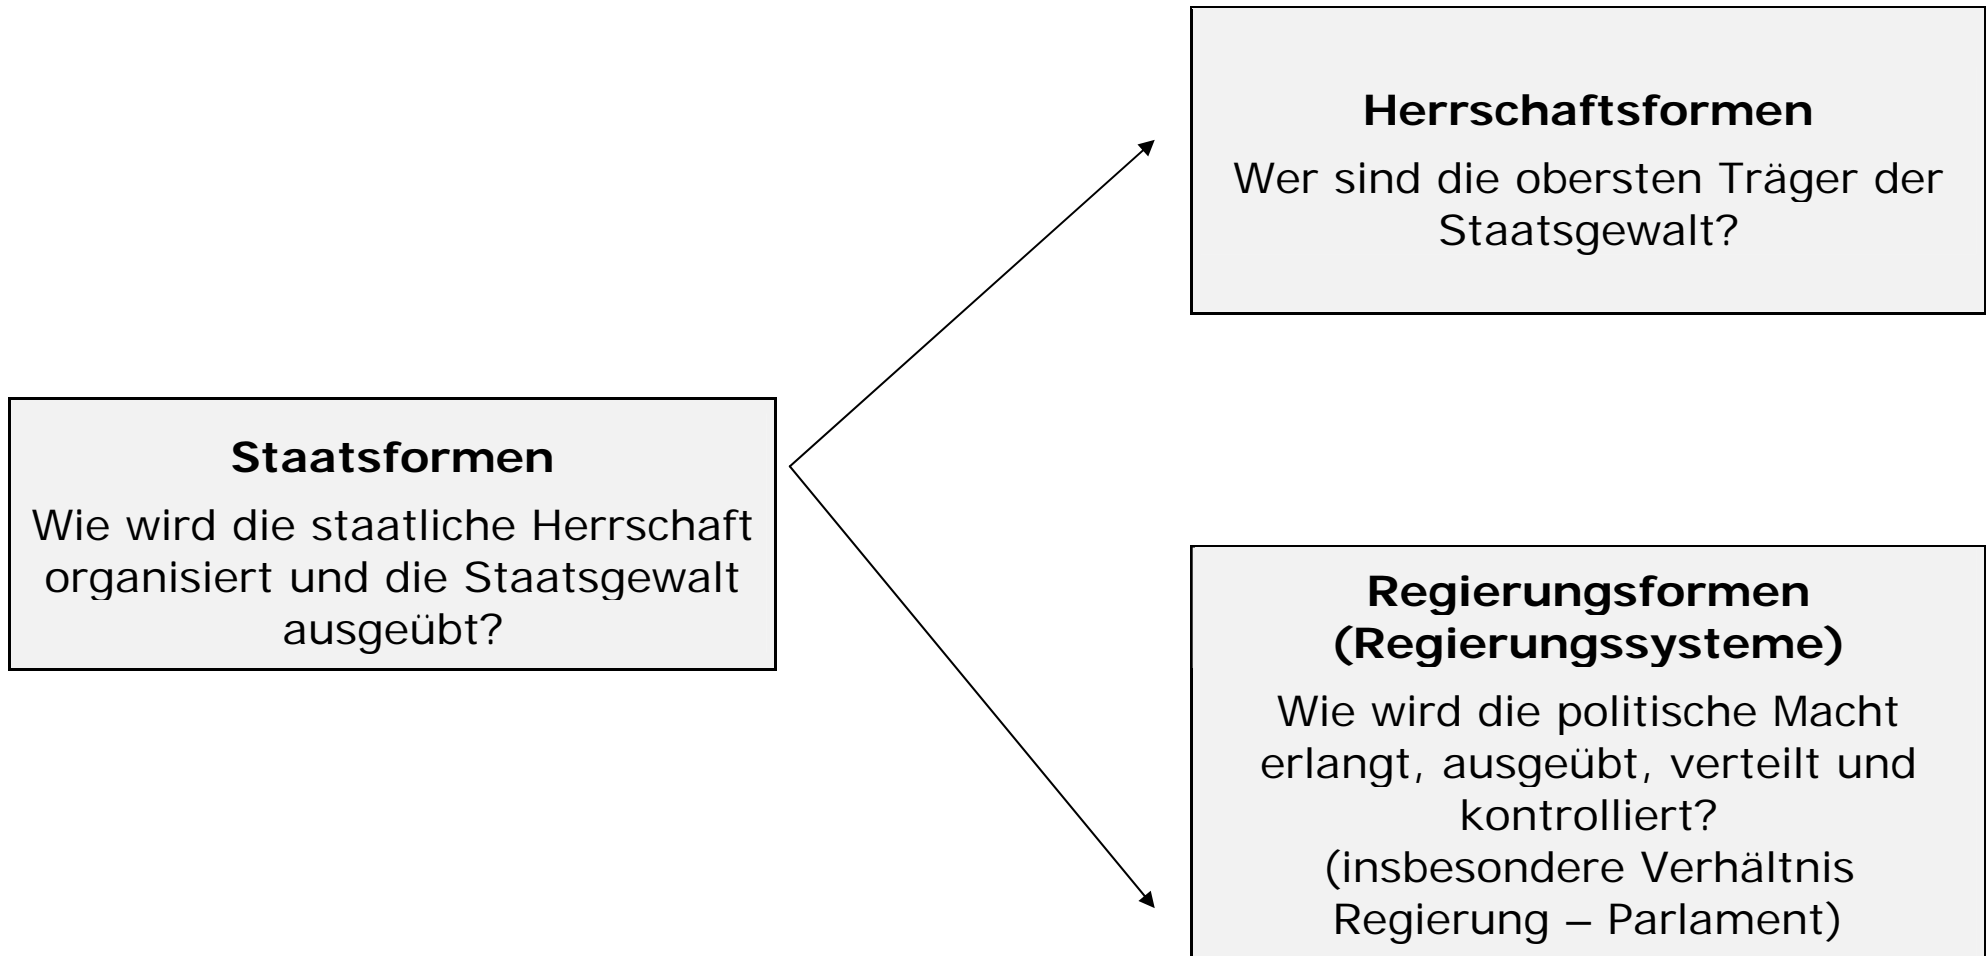 Herrschaftsformen
Wer sind die obersten Träger der
Staatsgewalt?
Staatsformen
Wie wird die staatliche Herrschaft
organisiert und die Staatsgewalt
ausgeübt?
Regierungsformen
(Regierungssysteme)
Wie wird die politische Macht
erlangt, ausgeübt, verteilt und
kontrolliert?
(insbesondere Verhältnis
Regierung – Parlament)